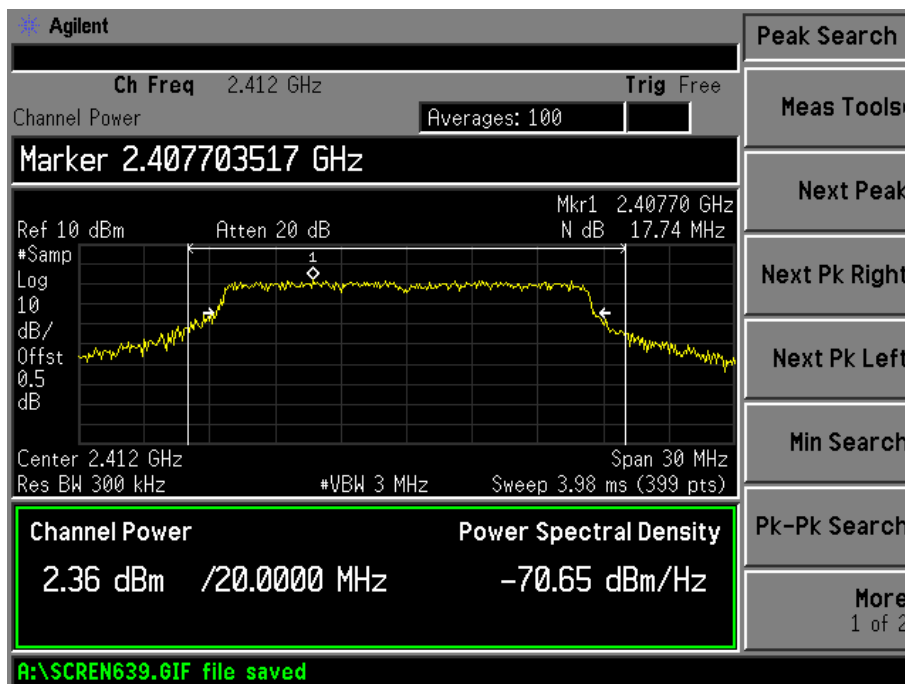 Agilent
Peak Search
Ch Freq 2.412 GHz Trig Free
Channel Power Averages: 100
Meas Tools
Marker 2.407703517 GHz
Mkr1 2.40770 GHz
Ref 10 dBm Atten 20 dB N dB 17.74 MHz
Next Peak
#Samp
Log
10
dB/
Offst
0.5
dB
1
Next Pk Right
Next Pk Left
Min Search
Center 2.412 GHz Span 30 MHz
Res BW 300 kHz #VBW 3 MHz Sweep 3.98 ms (399 pts)
Channel Power Power Spectral Density
Pk-Pk Search
2.36 dBm /20.0000 MHz -70.65 dBm/Hz
More
1 of 2
A:\SCREN639.GIF file saved